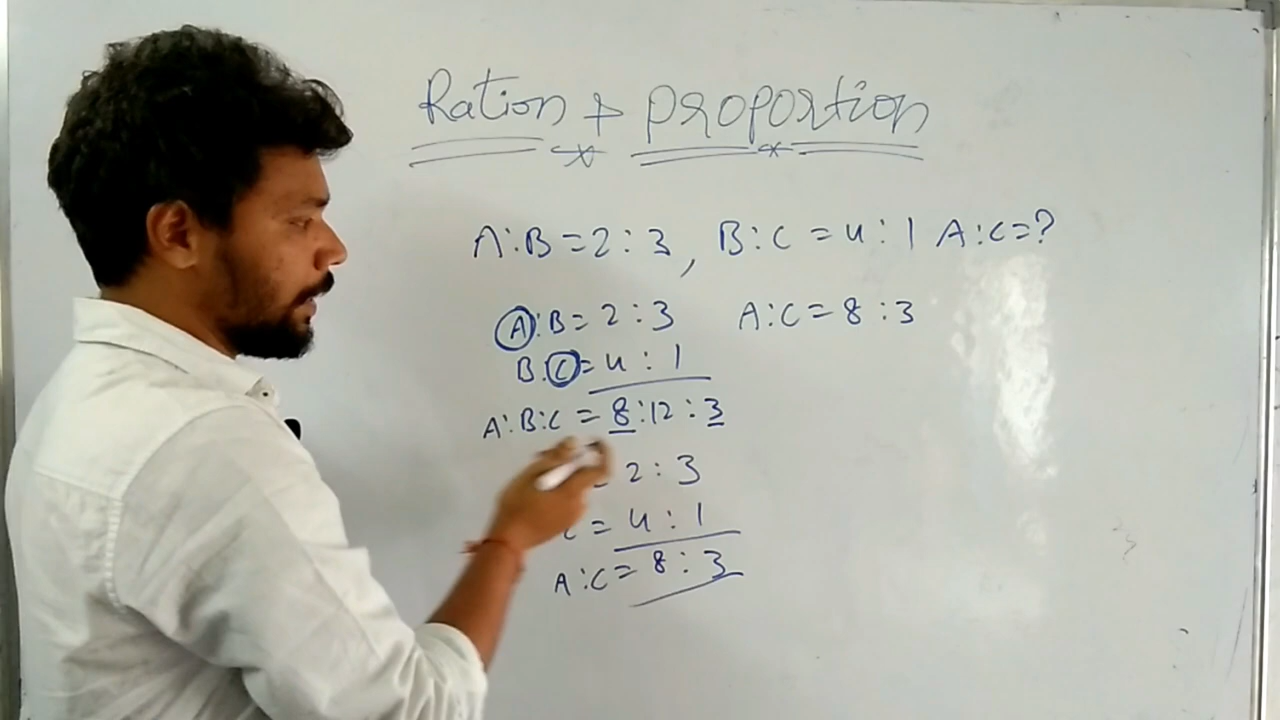 Ration & proportion
A:B = 2:3, B:C = 4:1 A:C=?
A:B = 2:3 A:C = 8:3
B:C = 4:1
A:B:C = 8:12:3
= 2:3
C = 4:1
A:C = 8:3